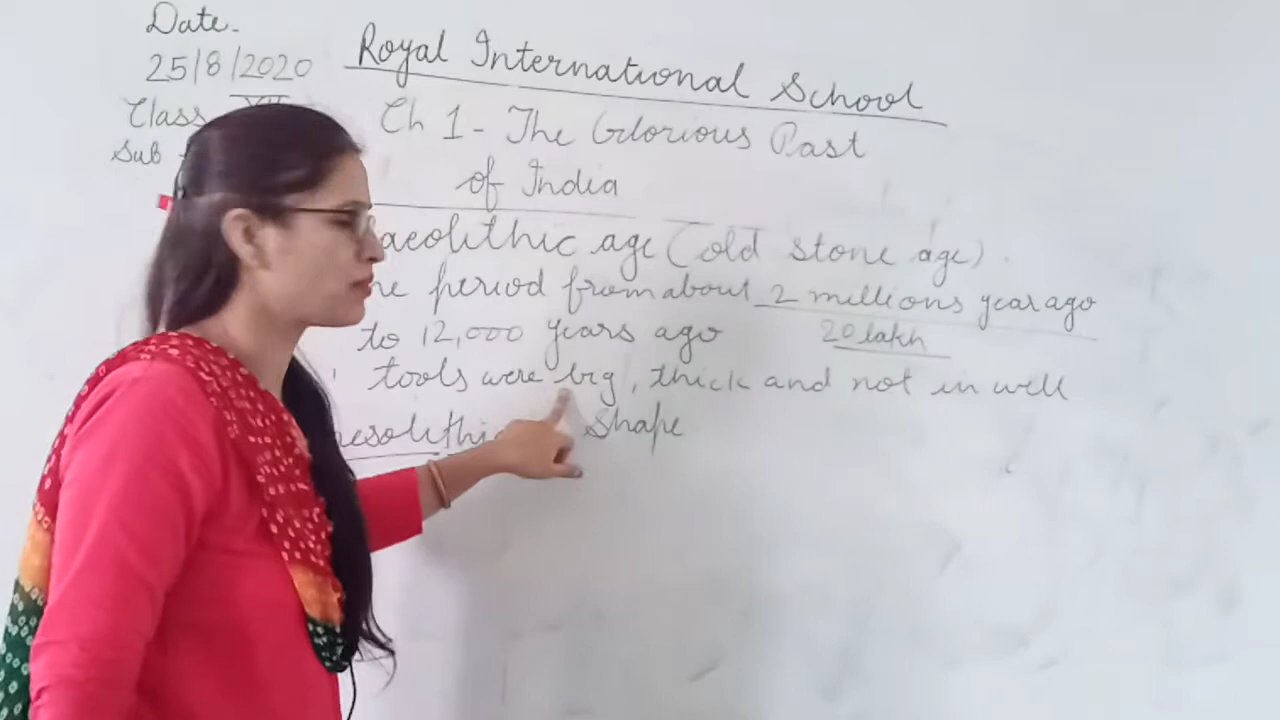 Date-
25/8/2020
Royal International School
Class
Ch 1- The Glorious Past
Sub
of India
aeolithic age (old stone age).
he period from about 2 millions year ago
to 12,000 years ago
20 lakh
tools were big, thick and not in well
shape
esolithic